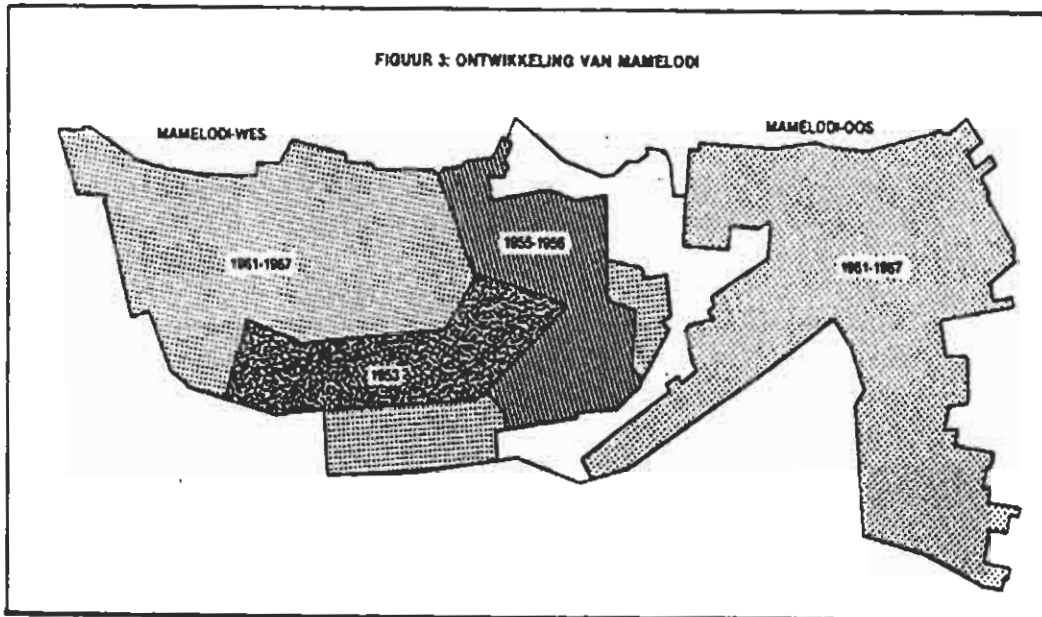 FIGUUR 3: ONTWIKKELING VAN MAMELODI
MAMELODI-WES
MAMELODI-OOS
1955-1956
1961-1967
1961-1967
1953